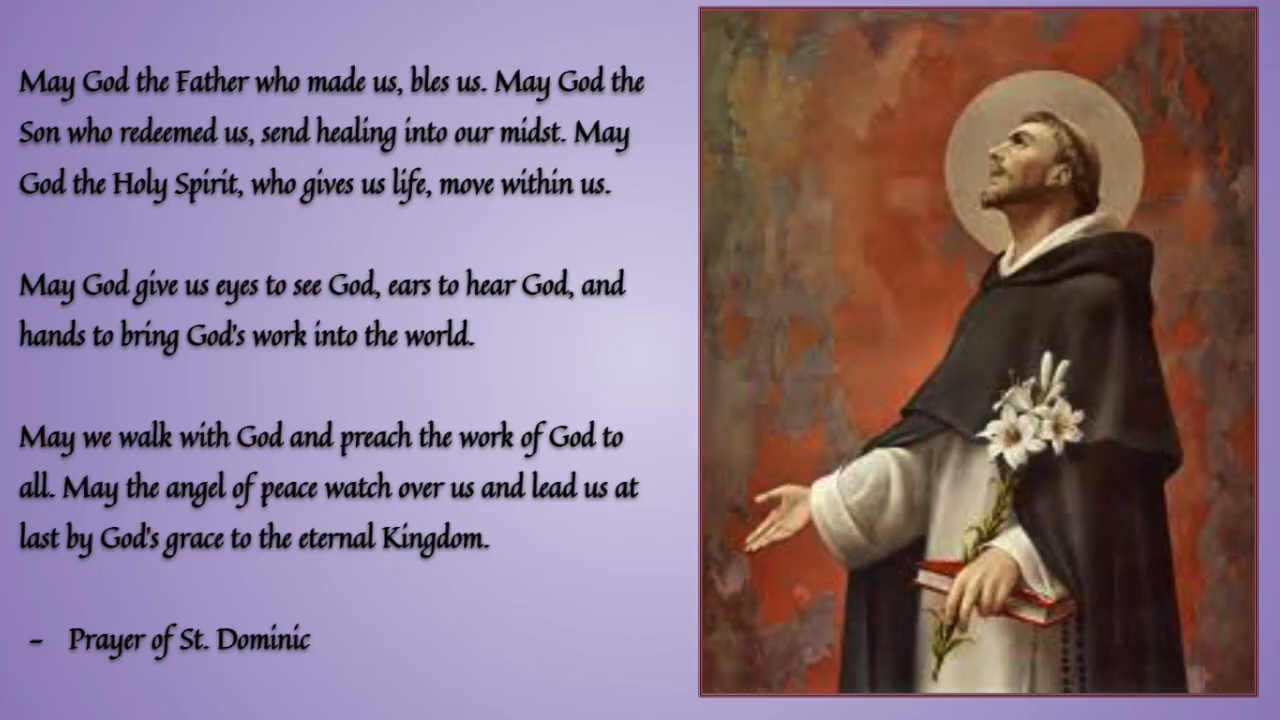 May God the Father who made us, bles us. May God the
Son who redeemed us, send healing into our midst. May
God the Holy Spirit, who gives us life, move within us.
May God give us eyes to see God, ears to hear God, and
hands to bring God's work into the world.
May we walk with God and preach the work of God to
all. May the angel of peace watch over us and lead us at
last by God's grace to the eternal Kingdom.
- Prayer of St. Dominic